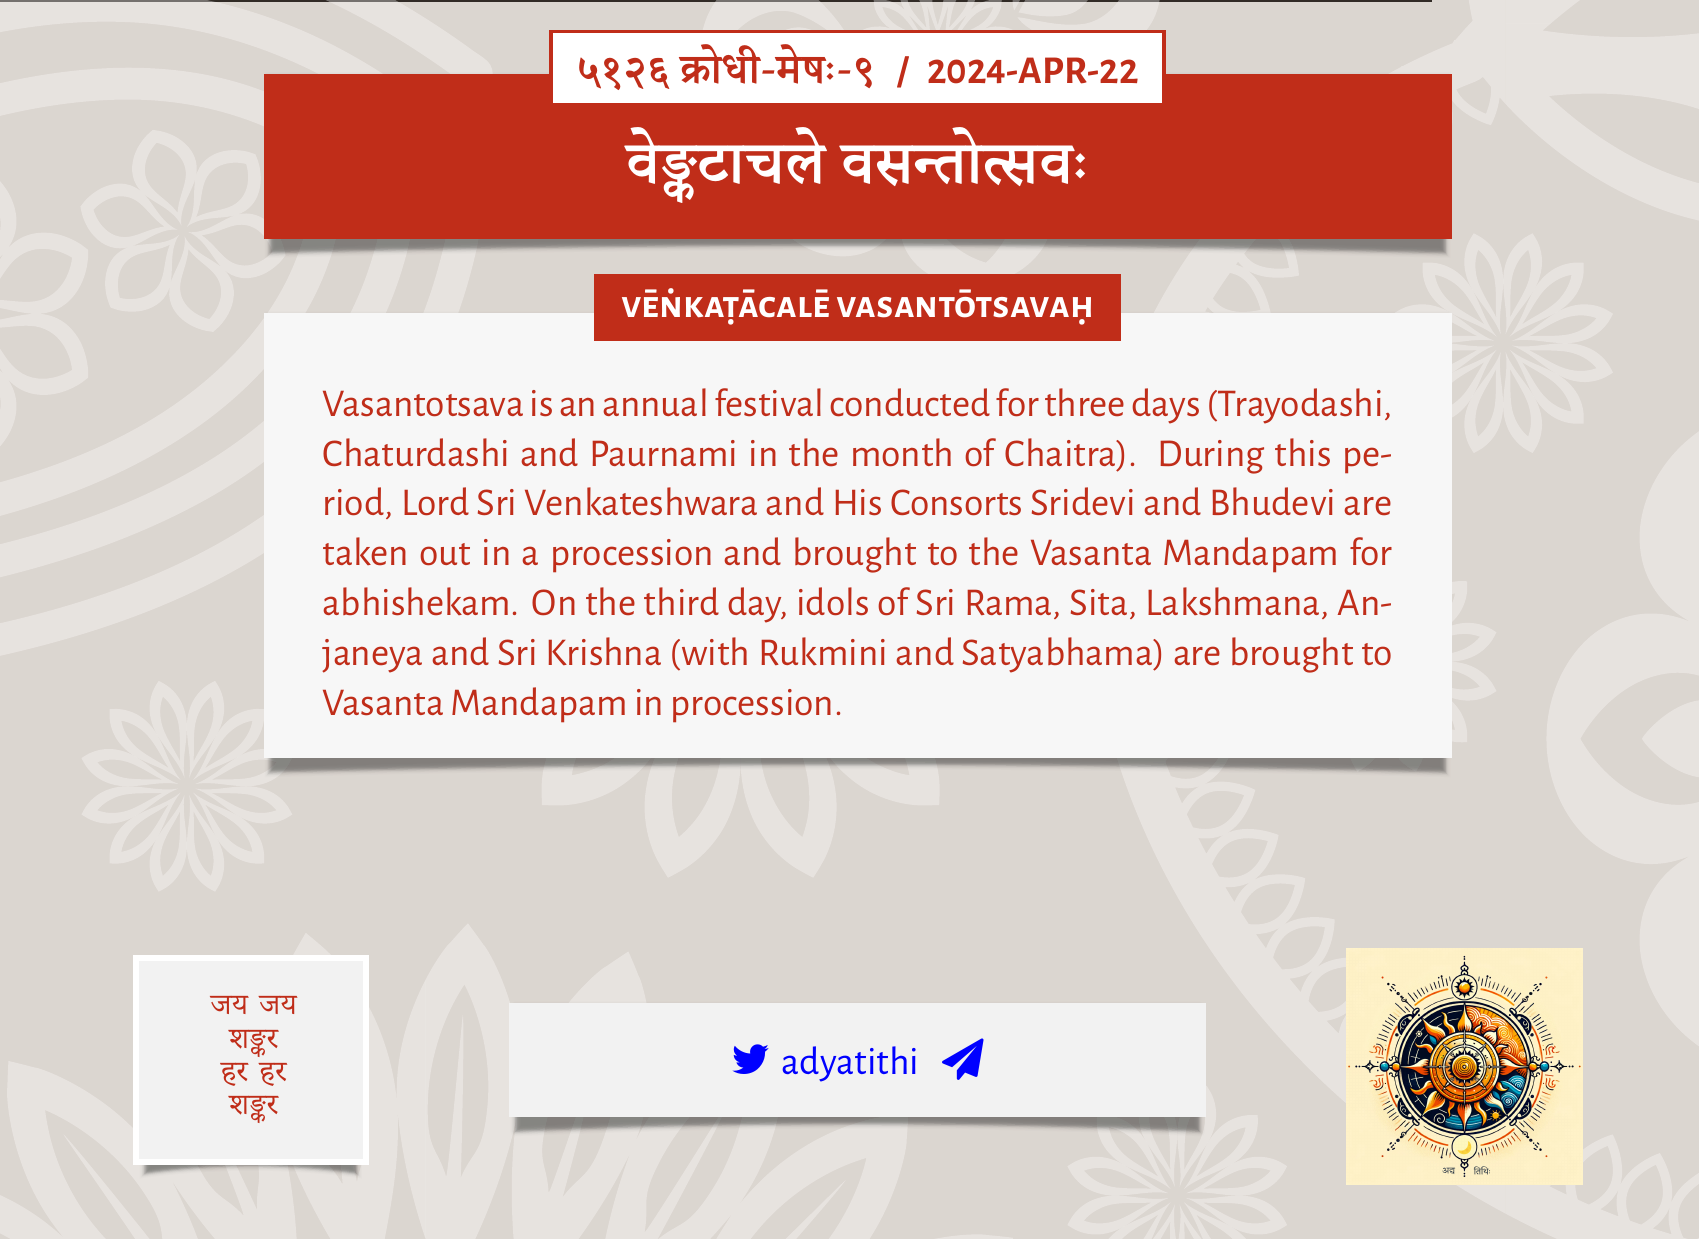 ५१२६ क्रोधी-मेषः-९ / 2024-APR-22
वेङ्कटाचले वसन्तोत्सवः
VĒṄKAṬĀCALĒ VASANTŌTSAVAḤ
Vasantotsava is an annual festival conducted for three days (Trayodashi,
Chaturdashi and Paurnami in the month of Chaitra). During this pe-
riod, Lord Sri Venkateshwara and His Consorts Sridevi and Bhudevi are
taken out in a procession and brought to the Vasanta Mandapam for
abhishekam. On the third day, idols of Sri Rama, Sita, Lakshmana, An-
janeya and Sri Krishna (with Rukmini and Satyabhama) are brought to
Vasanta Mandapam in procession.
जय जय
शङ्कर
हर हर
शङ्कर
adyatithi
अद्य तिथिः